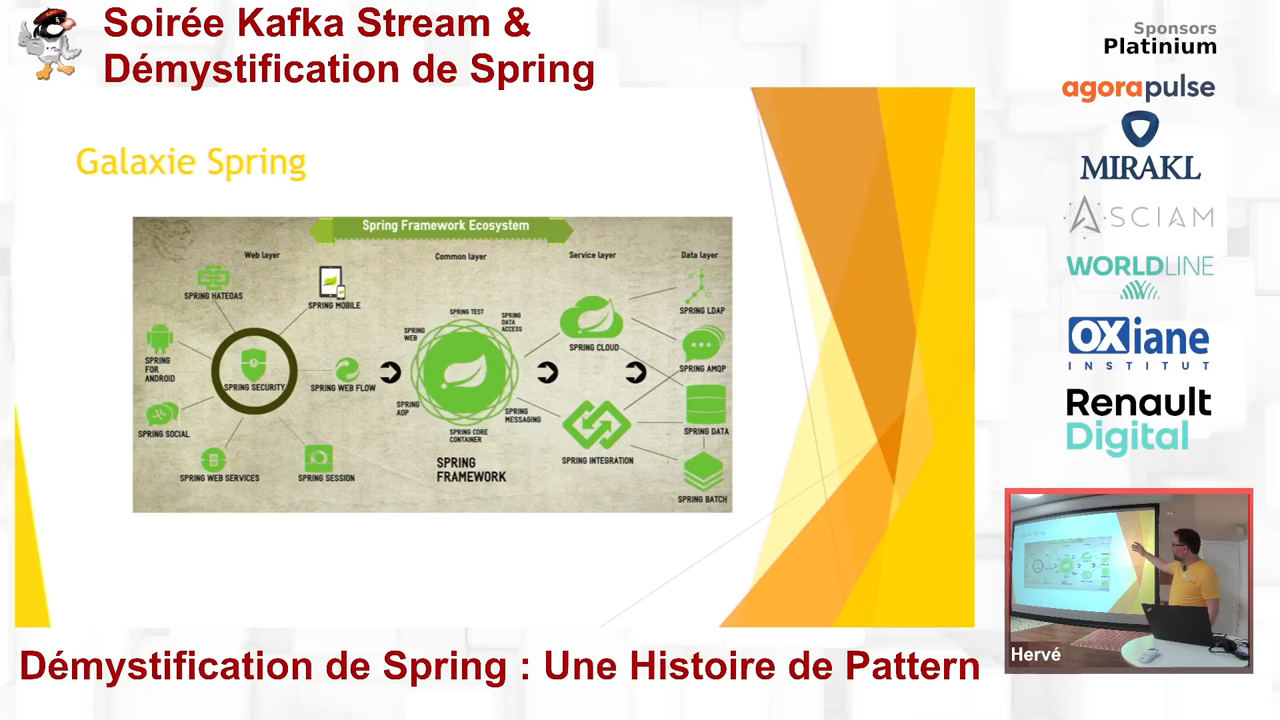 Soirée Kafka Stream &
Démystification de Spring
Sponsors
Platinium
agorapulse
MIRAKL
ASCIAM
WORLDLINE
OXiane
INSTITUT
Renault
Digital
Galaxie Spring
Spring Framework Ecosystem
Web layer
Common layer
Service layer
Data layer
SPRING HATEOAS
SPRING MOBILE
SPRING
FOR
ANDROID
SPRING SECURITY
SPRING WEB FLOW
SPRING SOCIAL
SPRING WEB SERVICES
SPRING SESSION
SPRING TEST
SPRING
DATA
ACCESS
SPRING
WEB
SPRING
AOP
SPRING
MESSAGING
SPRING CORE
CONTAINER
SPRING
FRAMEWORK
SPRING CLOUD
SPRING INTEGRATION
SPRING LDAP
SPRING AMQP
SPRING DATA
SPRING BATCH
Hervé
Démystification de Spring : Une Histoire de Pattern